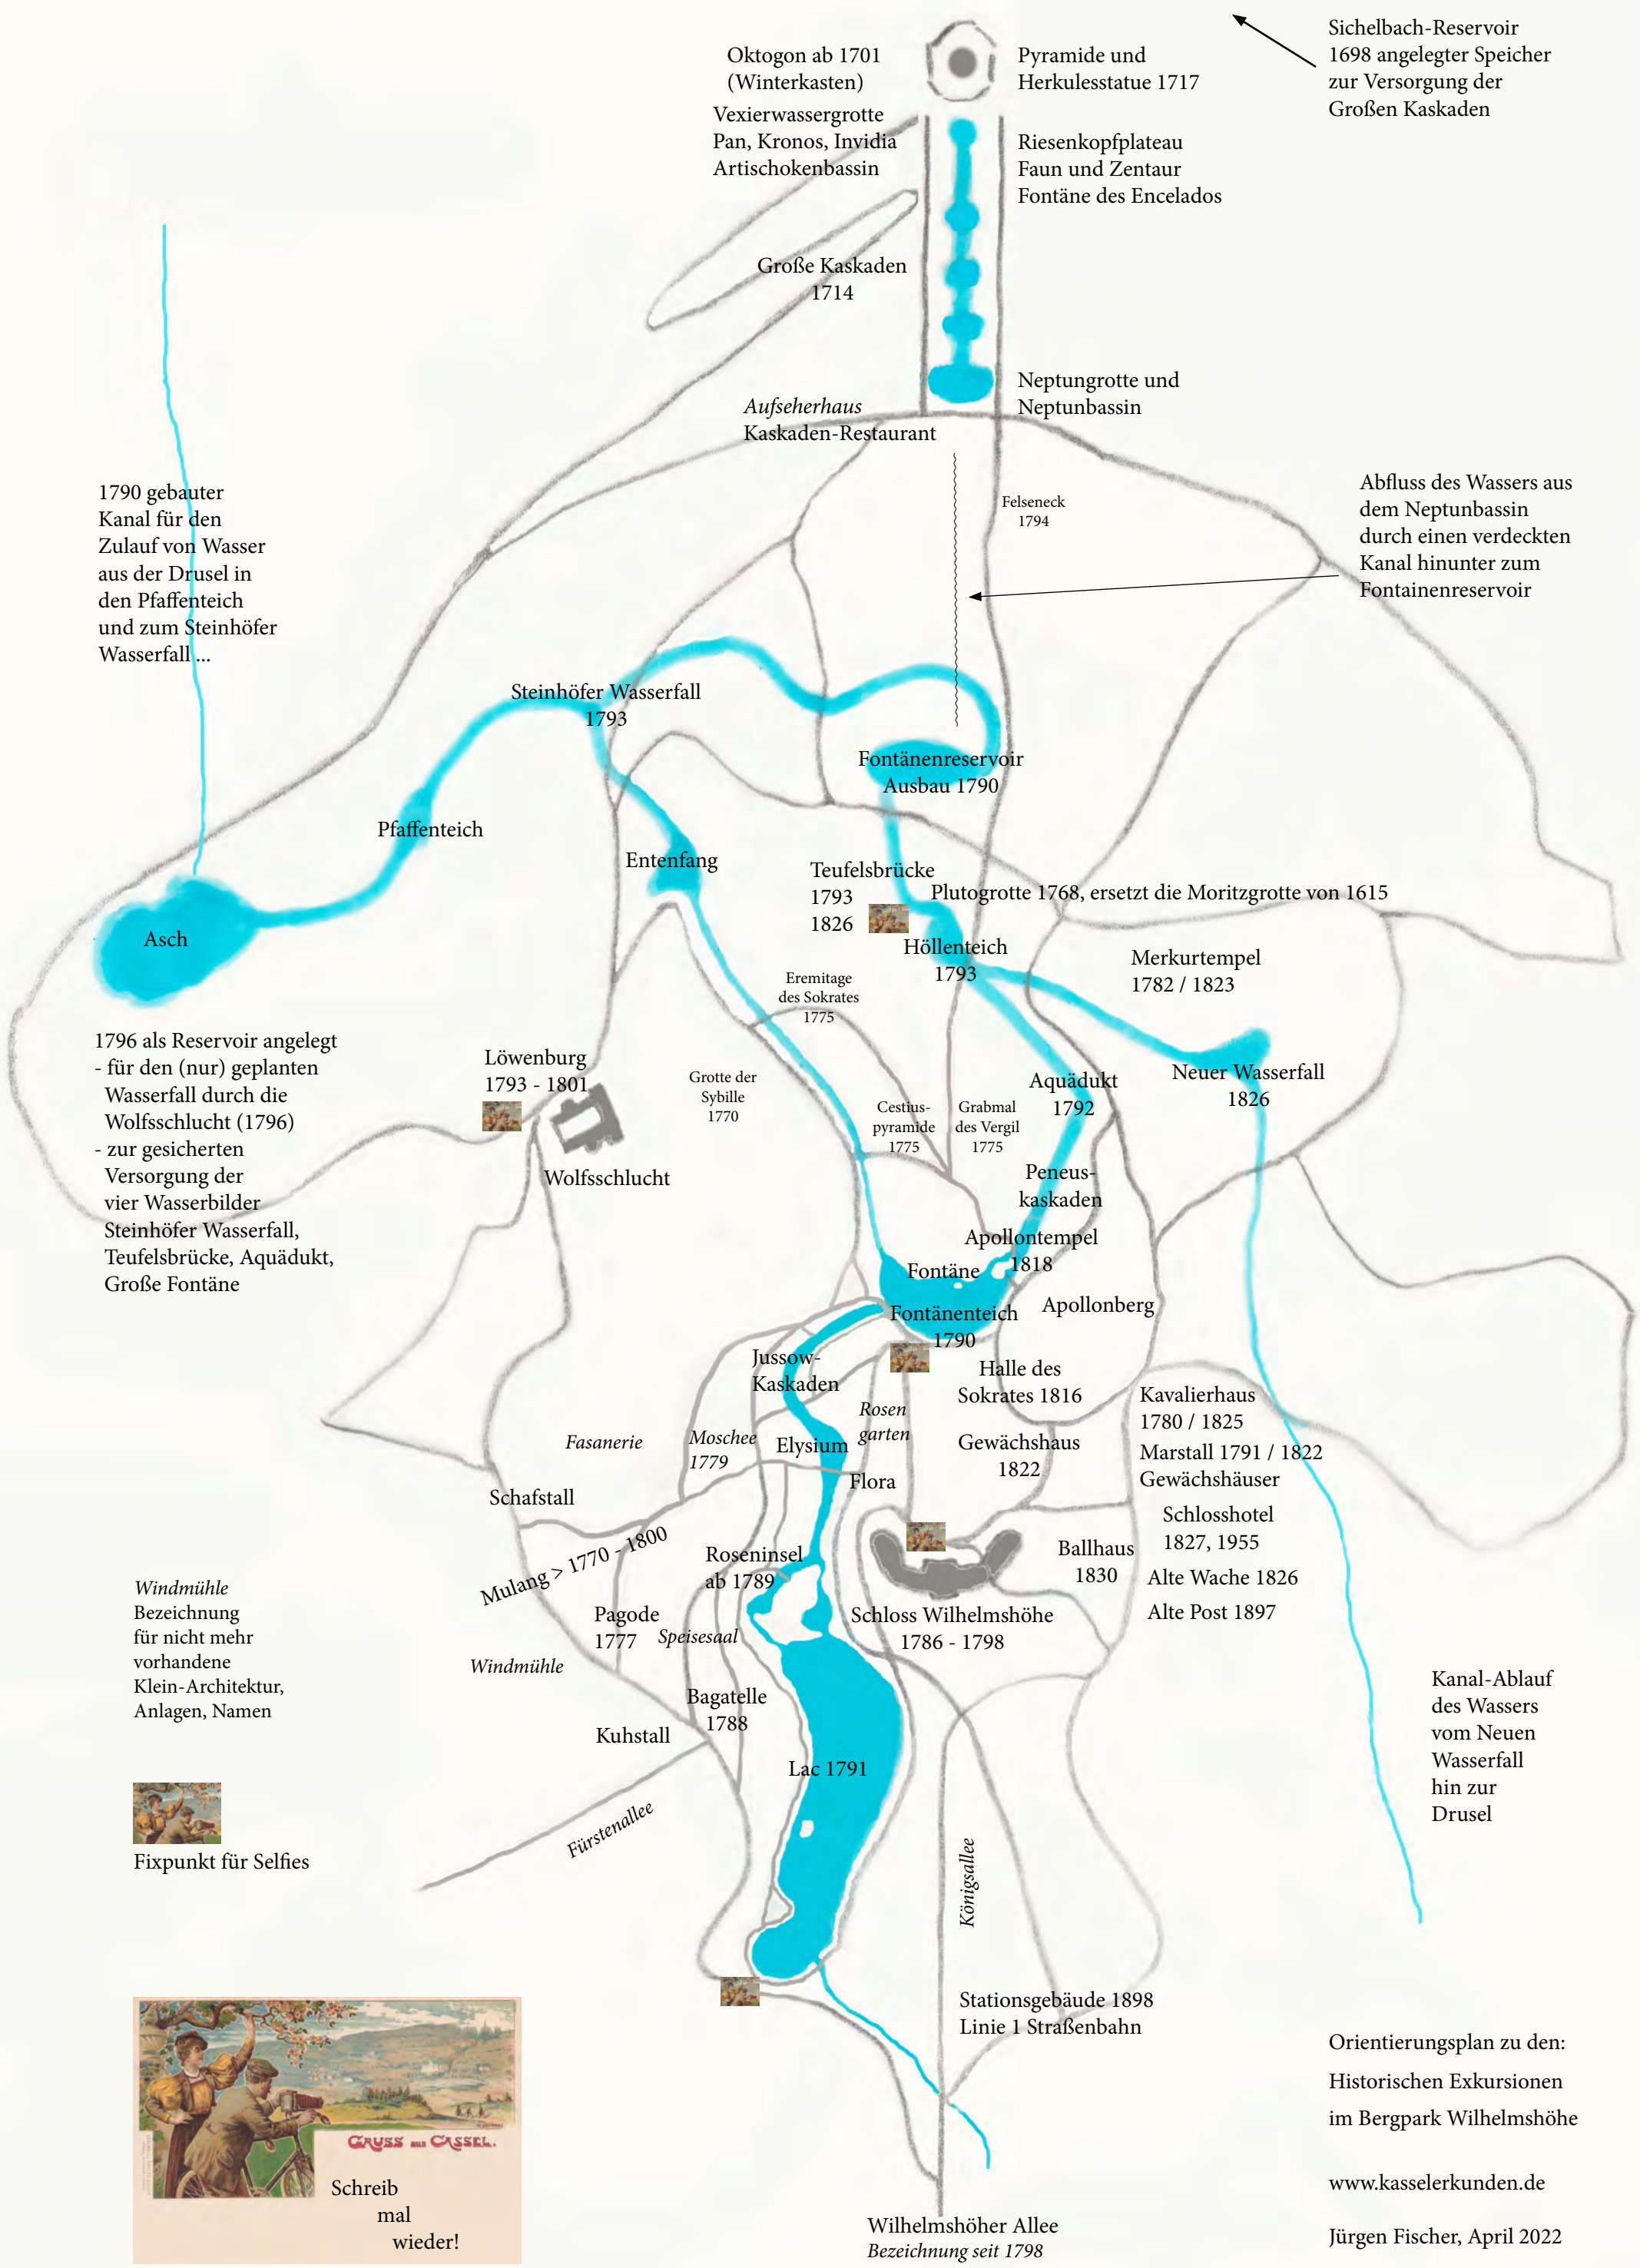 Sichelbach-Reservoir
1698 angelegter Speicher
zur Versorgung der
Großen Kaskaden
Oktogon ab 1701
(Winterkasten)
Pyramide und
Herkulesstatue 1717
Vexierwassergrotte
Pan, Kronos, Invidia
Artischokenbassin
Riesenkopfplateau
Faun und Zentaur
Fontäne des Encelados
Große Kaskaden
1714
Neptungrotte und
Neptunbassin
Aufseherhaus
Kaskaden-Restaurant
1790 gebauter
Kanal für den
Zulauf von Wasser
aus der Drusel in
den Pfaffenteich
und zum Steinhöfer
Wasserfall ...
Felseneck
1794
Abfluss des Wassers aus
dem Neptunbassin
durch einen verdeckten
Kanal hinunter zum
Fontainenreservoir
Steinhöfer Wasserfall
1793
Fontänenreservoir
Ausbau 1790
Pfaffenteich
Entenfang
Teufelsbrücke
1793
1826
Plutogrotte 1768, ersetzt die Moritzgrotte von 1615
Asch
Höllenteich
1793
Merkurtempel
1782 / 1823
Eremitage
des Sokrates
1775
1796 als Reservoir angelegt
- für den (nur) geplanten
Wasserfall durch die
Wolfsschlucht (1796)
- zur gesicherten
Versorgung der
vier Wasserbilder
Steinhöfer Wasserfall,
Teufelsbrücke, Aquädukt,
Große Fontäne
Löwenburg
1793 - 1801
Wolfsschlucht
Grotte der
Sybille
1770
Cestius-
pyramide
1775
Grabmal
des Vergil
1775
Aquädukt
1792
Neuer Wasserfall
1826
Peneus-
kaskaden
Apollontempel
1818
Fontäne
Fontänenteich
1790
Apollonberg
Jussow-
Kaskaden
Halle des
Sokrates 1816
Kavalierhaus
1780 / 1825
Rosen
garten
Fasanerie
Moschee
1779
Elysium
Gewächshaus
1822
Marstall 1791 / 1822
Gewächshäuser
Flora
Schafstall
Schlosshotel
1827, 1955
Mulang > 1770 - 1800
Roseninsel
ab 1789
Ballhaus
1830
Alte Wache 1826
Alte Post 1897
Windmühle
Bezeichnung
für nicht mehr
vorhandene
Klein-Architektur,
Anlagen, Namen
Pagode
1777
Speisesaal
Schloss Wilhelmshöhe
1786 - 1798
Windmühle
Bagatelle
1788
Kuhstall
Lac 1791
Kanal-Ablauf
des Wassers
vom Neuen
Wasserfall
hin zur
Drusel
Fürstenallee
Fixpunkt für Selfies
Königsallee
Stationsgebäude 1898
Linie 1 Straßenbahn
GRUSS aus CASSEL.
Schreib
mal
wieder!
Orientierungsplan zu den:
Historischen Exkursionen
im Bergpark Wilhelmshöhe
www.kasselerkunden.de
Jürgen Fischer, April 2022
Wilhelmshöher Allee
Bezeichnung seit 1798